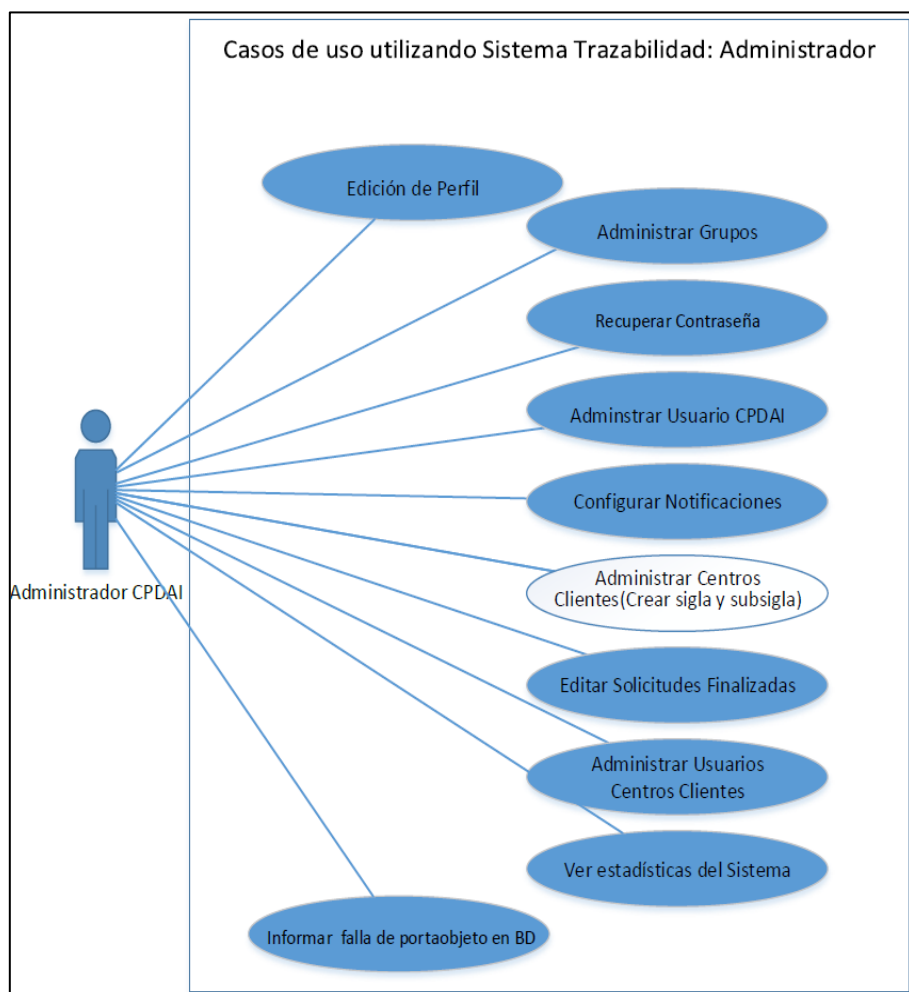 Casos de uso utilizando Sistema Trazabilidad: Administrador
Edición de Perfil
Administrar Grupos
Recuperar Contraseña
Adminstrar Usuario CPDAI
Configurar Notificaciones
Administrar Centros
Clientes(Crear sigla y subsigla)
Administrador CPDAI
Editar Solicitudes Finalizadas
Administrar Usuarios
Centros Clientes
Ver estadísticas del Sistema
Informar falla de portaobjeto en BD